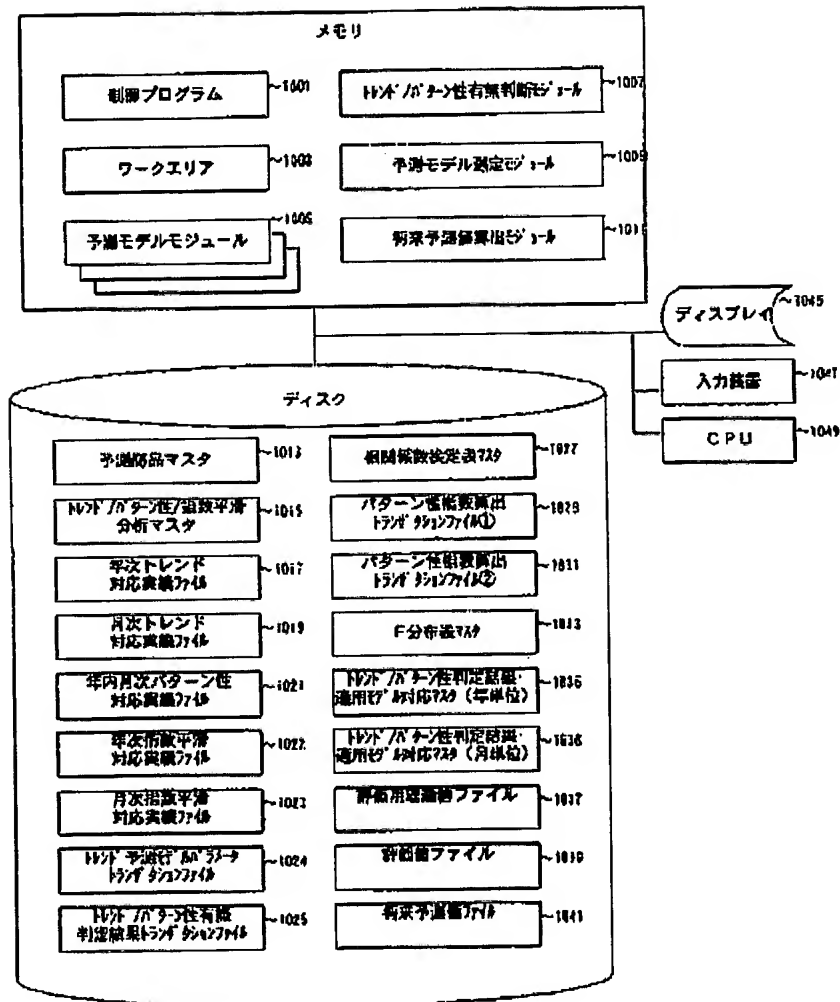 メモリ
制御プログラム
~1001
トレンド/パターン性有無判断モジュール
~1007
ワークエリア
~1003
予測モデル選定モジュール
~1009
~1005
予測モデルモジュール
将来予測値算出モジュール
~1011
ディスプレイ
~1045
入力装置
~1047
CPU
~1049
ディスク
予測商品マスタ
~1013
相関係数検定表マスタ
~1027
トレンド/パターン性/指数平滑
分析マスタ
~1015
パターン性指数算出
トランザクションファイル①
~1029
年次トレンド
対応実績ファイル
~1017
パターン性指数算出
トランザクションファイル②
~1031
月次トレンド
対応実績ファイル
~1019
F分布表マスタ
~1033
年内月次パターン性
対応実績ファイル
~1021
トレンド/パターン性判定結果・
適用モデル対応マスタ(年単位)
~1035
年次指数平滑
対応実績ファイル
~1022
トレンド/パターン性判定結果・
適用モデル対応マスタ(月単位)
~1036
月次指数平滑
対応実績ファイル
~1023
評価用理論値ファイル
~1037
トレンド予測モデルパラメータ
トランザクションファイル
~1024
評価値ファイル
~1039
トレンド/パターン性有無
判定結果トランザクションファイル
~1025
将来予測値ファイル
~1041